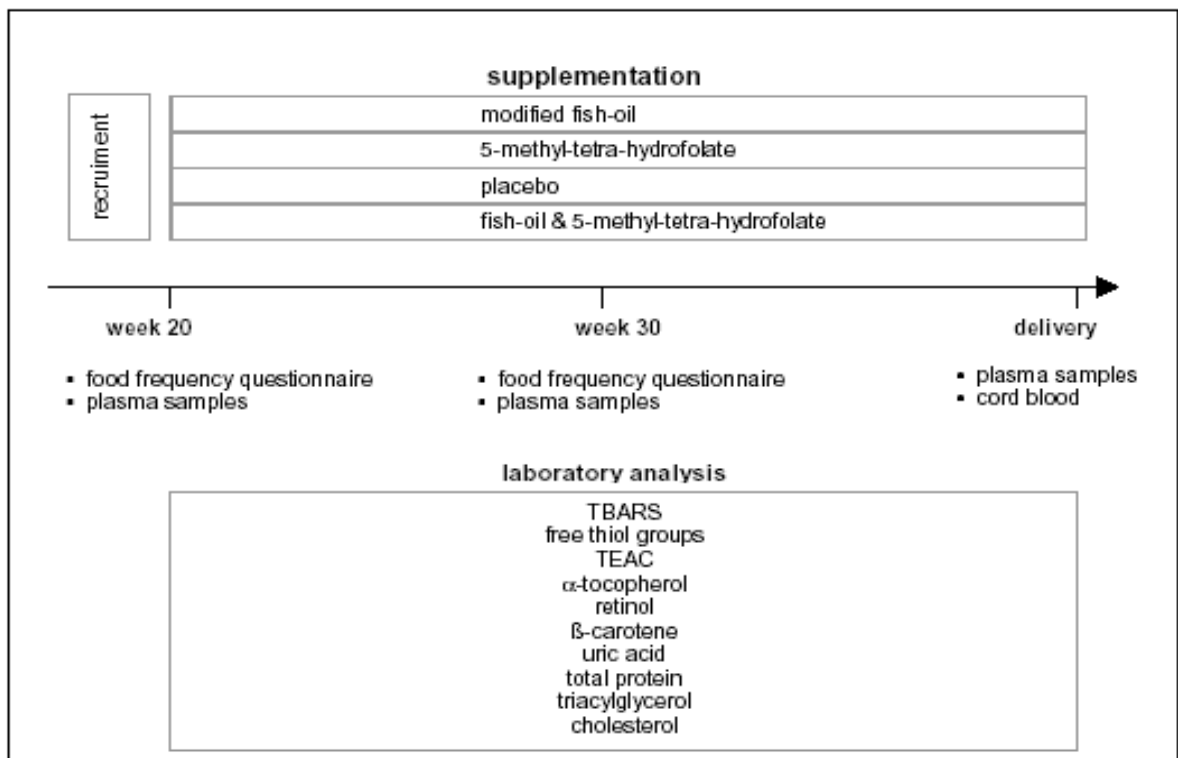 supplementation
recruiment
modified fish-oil
5-methyl-tetra-hydrofolate
placebo
fish-oil & 5-methyl-tetra-hydrofolate
week 20
week 30
delivery
▪ food frequency questionnaire
▪ plasma samples
▪ food frequency questionnaire
▪ plasma samples
▪ plasma samples
▪ cord blood
laboratory analysis
TBARS
free thiol groups
TEAC
α-tocopherol
retinol
ß-carotene
uric acid
total protein
triacylglycerol
cholesterol